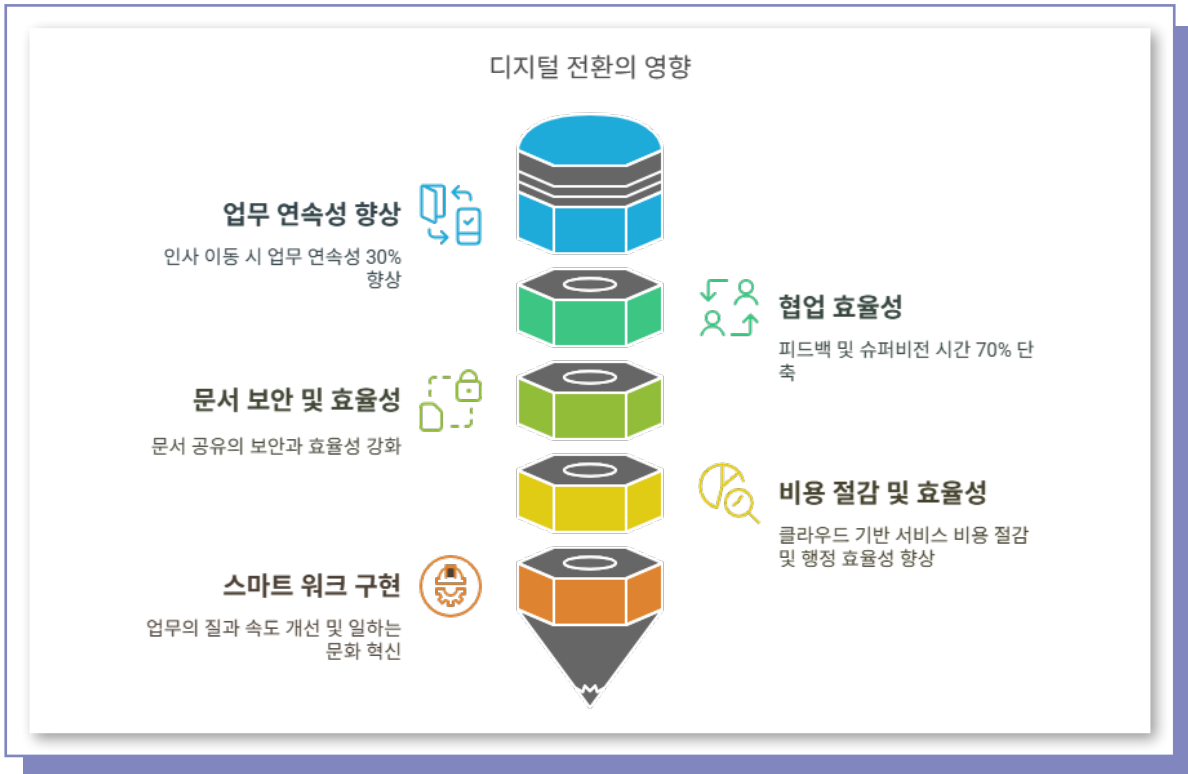 디지털 전환의 영향
업무 연속성 향상
인사 이동 시 업무 연속성 30%
향상
협업 효율성
피드백 및 슈퍼비전 시간 70% 단
축
문서 보안 및 효율성
문서 공유의 보안과 효율성 강화
비용 절감 및 효율성
클라우드 기반 서비스 비용 절감
및 행정 효율성 향상
스마트 워크 구현
업무의 질과 속도 개선 및 일하는
문화 혁신